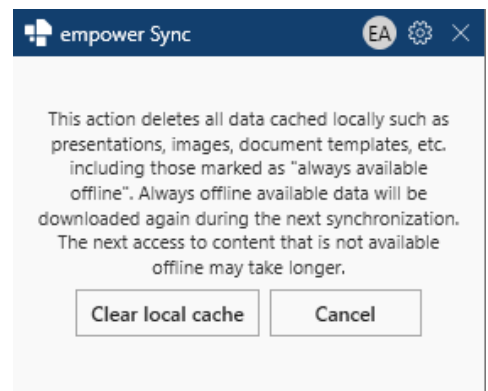 empower Sync EA
This action deletes all data cached locally such as
presentations, images, document templates, etc.
including those marked as "always available
offline". Always offline available data will be
downloaded again during the next synchronization.
The next access to content that is not available
offline may take longer.
Clear local cache Cancel